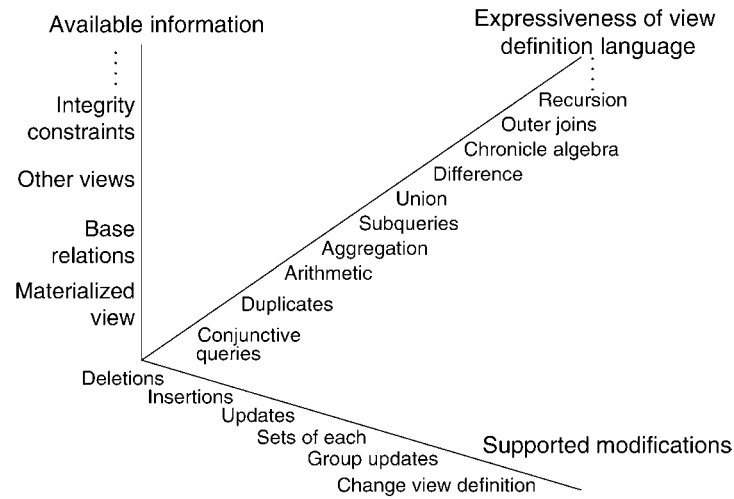 Available information
Expressiveness of view
definition language
Integrity
constraints
Other views
Base
relations
Materialized
view
Recursion
Outer joins
Chronicle algebra
Difference
Union
Subqueries
Aggregation
Arithmetic
Duplicates
Conjunctive
queries
Deletions
Insertions
Updates
Sets of each
Group updates
Change view definition
Supported modifications